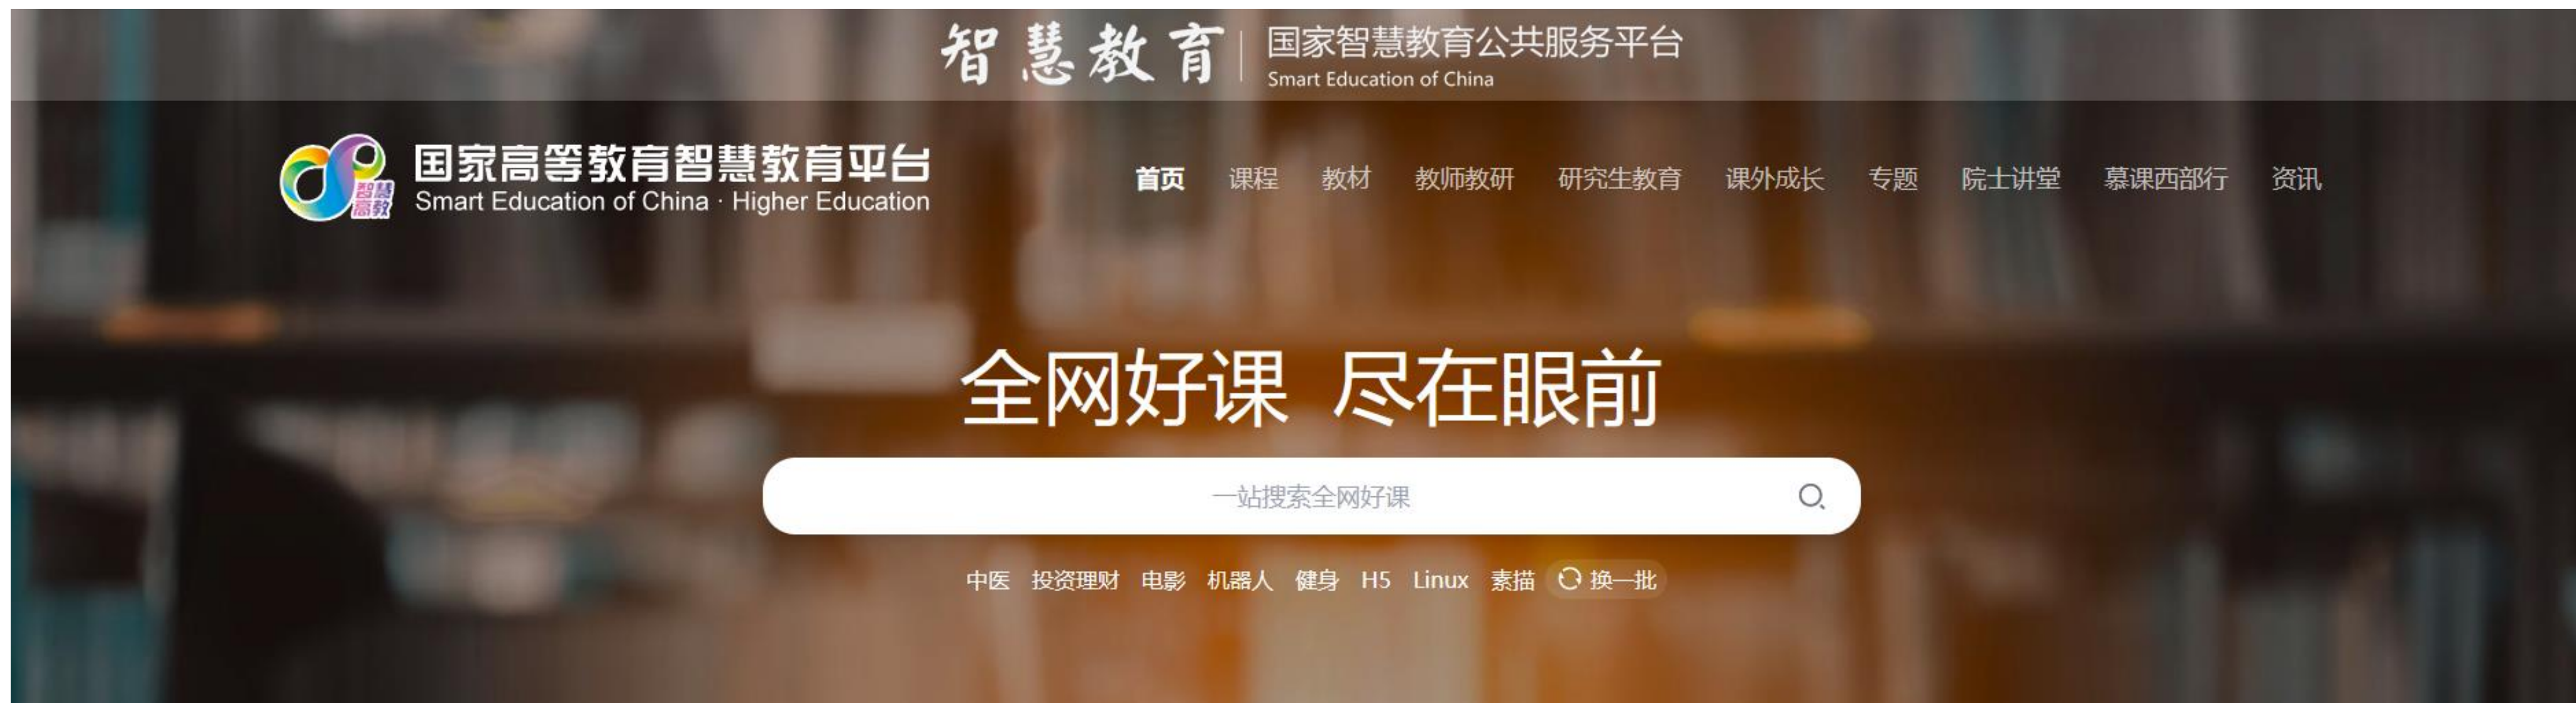 智慧教育 国家智慧教育公共服务平台
Smart Education of China
国家高等教育智慧教育平台
Smart Education of China · Higher Education
智慧
高教
首页 课程 教材 教师教研 研究生教育 课外成长 专题 院士讲堂 慕课西部行 资讯
全网好课 尽在眼前
一站搜索全网好课
中医 投资理财 电影 机器人 健身 H5 Linux 素描 换一批